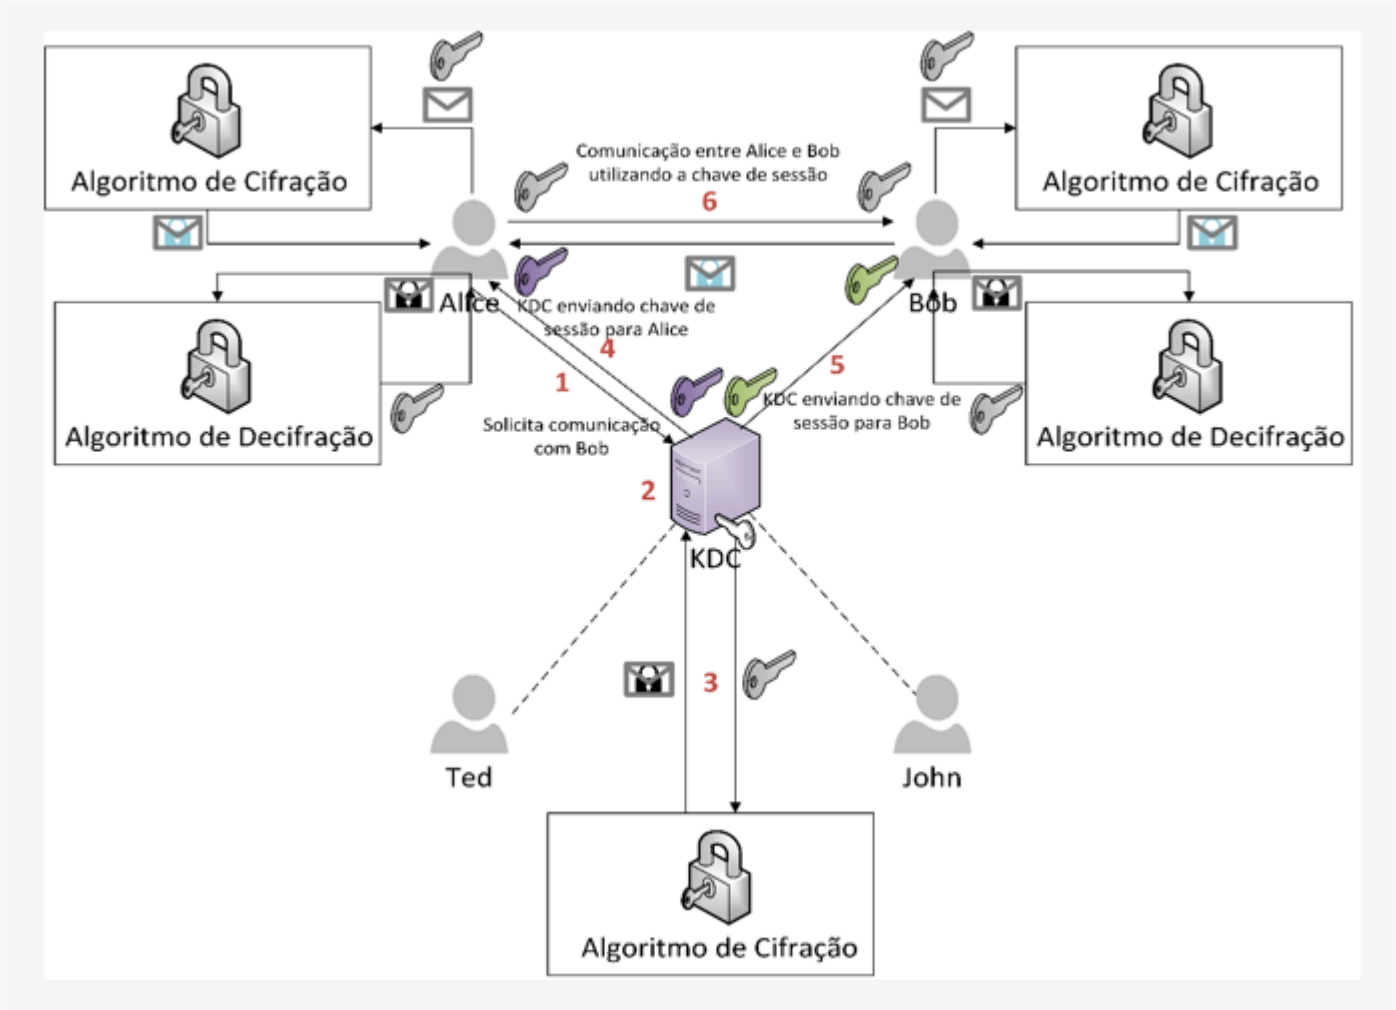 Algoritmo de Cifração
Algoritmo de Cifração
Comunicação entre Alice e Bob
utilizando a chave de sessão
6
Alice
Bob
KDC enviando chave de
sessão para Alice
4
1
5
KDC enviando chave de
sessão para Bob
Solicita comunicação
com Bob
Algoritmo de Decifração
Algoritmo de Decifração
2
KDC
3
Ted
John
Algoritmo de Cifração